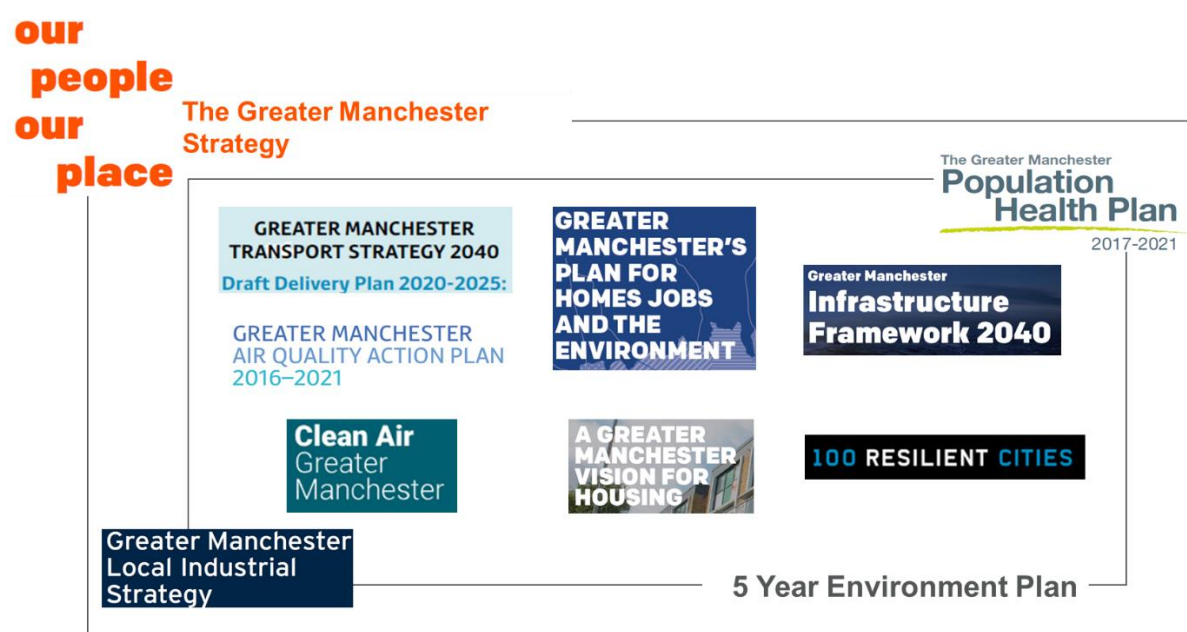 our
people
our
place
The Greater Manchester
Strategy
The Greater Manchester
Population
Health Plan
2017-2021
GREATER MANCHESTER
TRANSPORT STRATEGY 2040
Draft Delivery Plan 2020-2025:
GREATER MANCHESTER
AIR QUALITY ACTION PLAN
2016–2021
GREATER
MANCHESTER'S
PLAN FOR
HOMES JOBS
AND THE
ENVIRONMENT
Greater Manchester
Infrastructure
Framework 2040
Clean Air
Greater
Manchester
A GREATER
MANCHESTER
VISION FOR
HOUSING
100 RESILIENT CITIES
Greater Manchester
Local Industrial
Strategy
5 Year Environment Plan